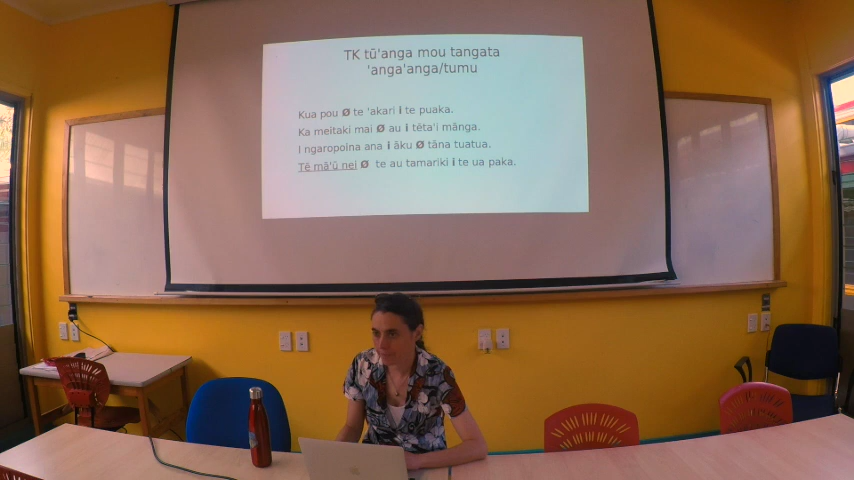 TK tū'anga mou tangata
'anga'anga/tumu
Kua pou Ø te 'akari i te puaka.
Ka meitaki mai Ø au i tēta'i mānga.
I ngaropoina ana i āku Ø tāna tuatua.
Tē mā'ū nei Ø te au tamariki i te ua paka.